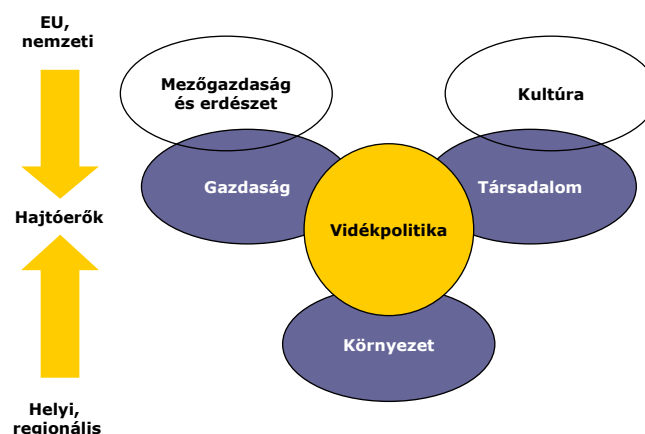 EU,
nemzeti
Mezőgazdaság
és erdészet
Kultúra
Gazdaság
Társadalom
Hajtóerők
Vidékpolitika
Környezet
Helyi,
regionális